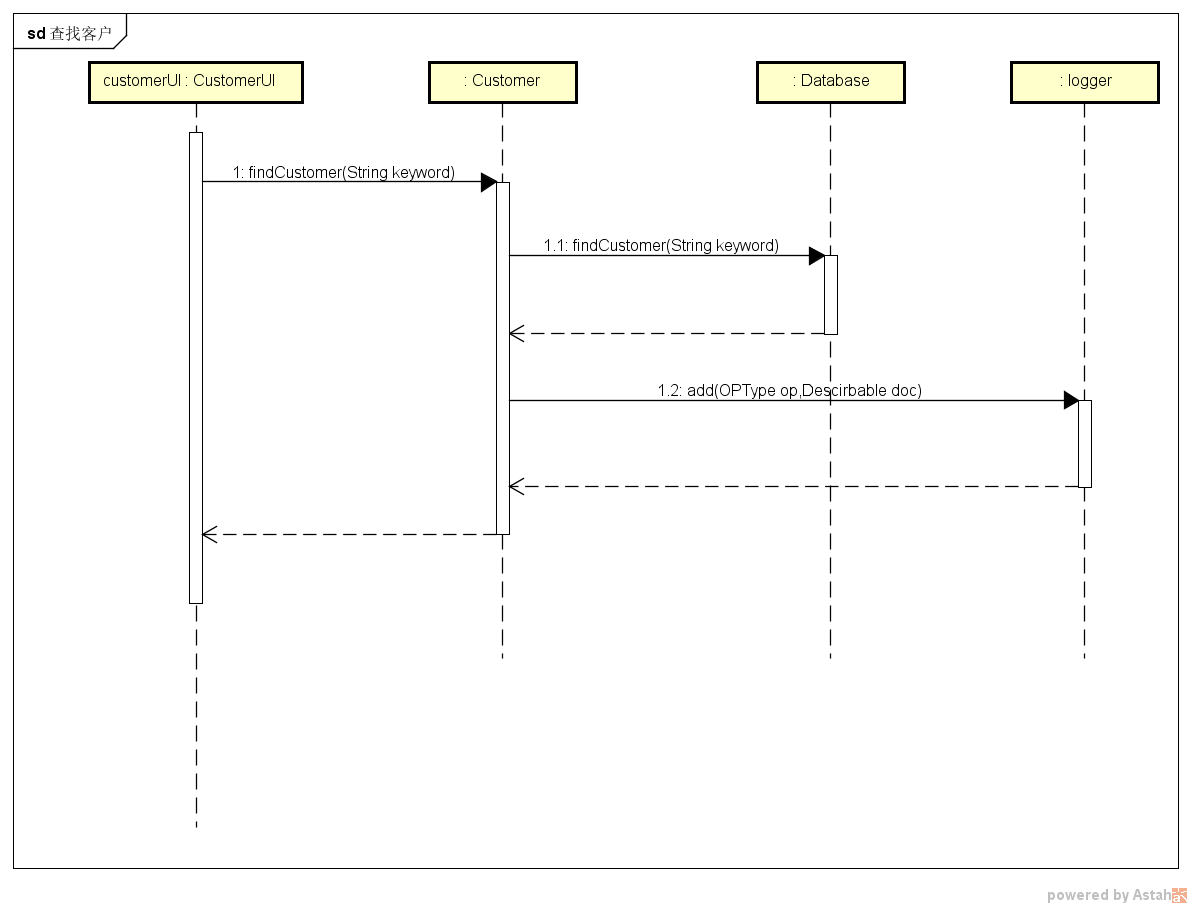 sd 查找客户
customerUI : CustomerUI
: Customer
: Database
: logger
1: findCustomer(String keyword)
1.1: findCustomer(String keyword)
1.2: add(OPType op,Descirbable doc)
powered by Astah